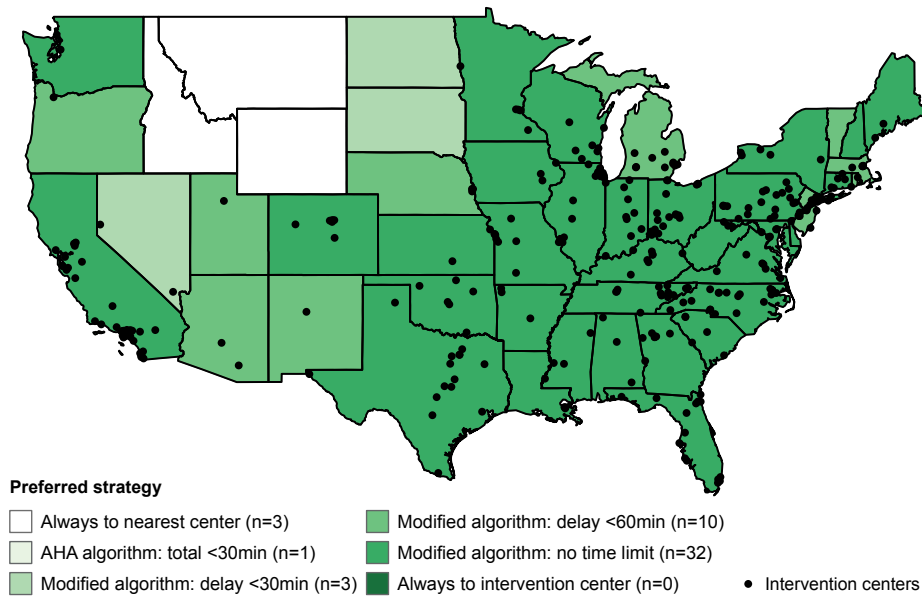 Preferred strategy
Always to nearest center (n=3)
AHA algorithm: total <30min (n=1)
Modified algorithm: delay <30min (n=3)
Modified algorithm: delay <60min (n=10)
Modified algorithm: no time limit (n=32)
Always to intervention center (n=0)
Intervention centers